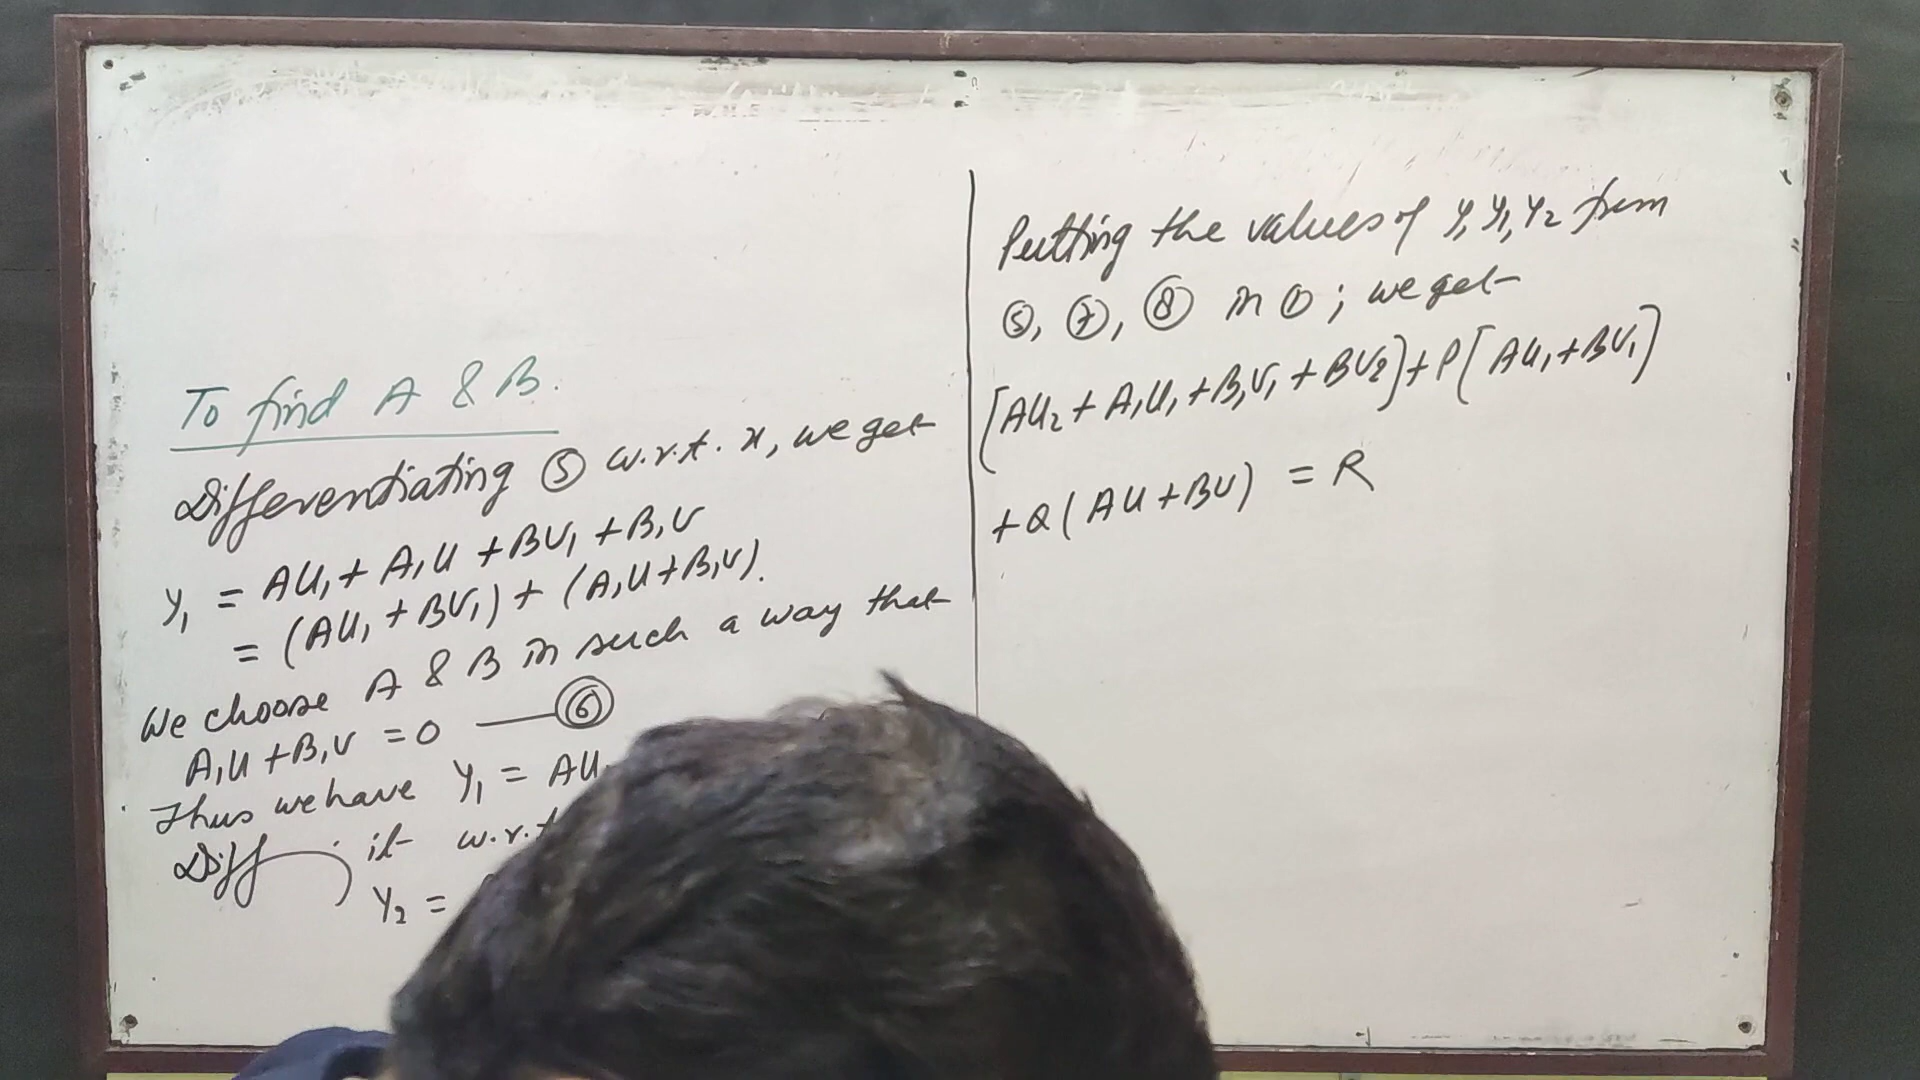 To find A & B.
Differentiating ⑤ w.r.t. x, we get
y₁ = Au₁ + A₁u + Bv₁ + B₁v
= (Au₁ + Bv₁) + (A₁u + B₁v).
We choose A & B in such a way that
A₁u + B₁v = 0 — ⑥
Thus we have y₁ = Au
Diff it w.r.t
y₂ =
Putting the values of y, y₁, y₂ from
⑤, ⑦, ⑧ in ①; we get
[Au₂ + A₁u₁ + B₁v₁ + Bv₂] + P[Au₁ + Bv₁]
+ Q(Au + Bv) = R